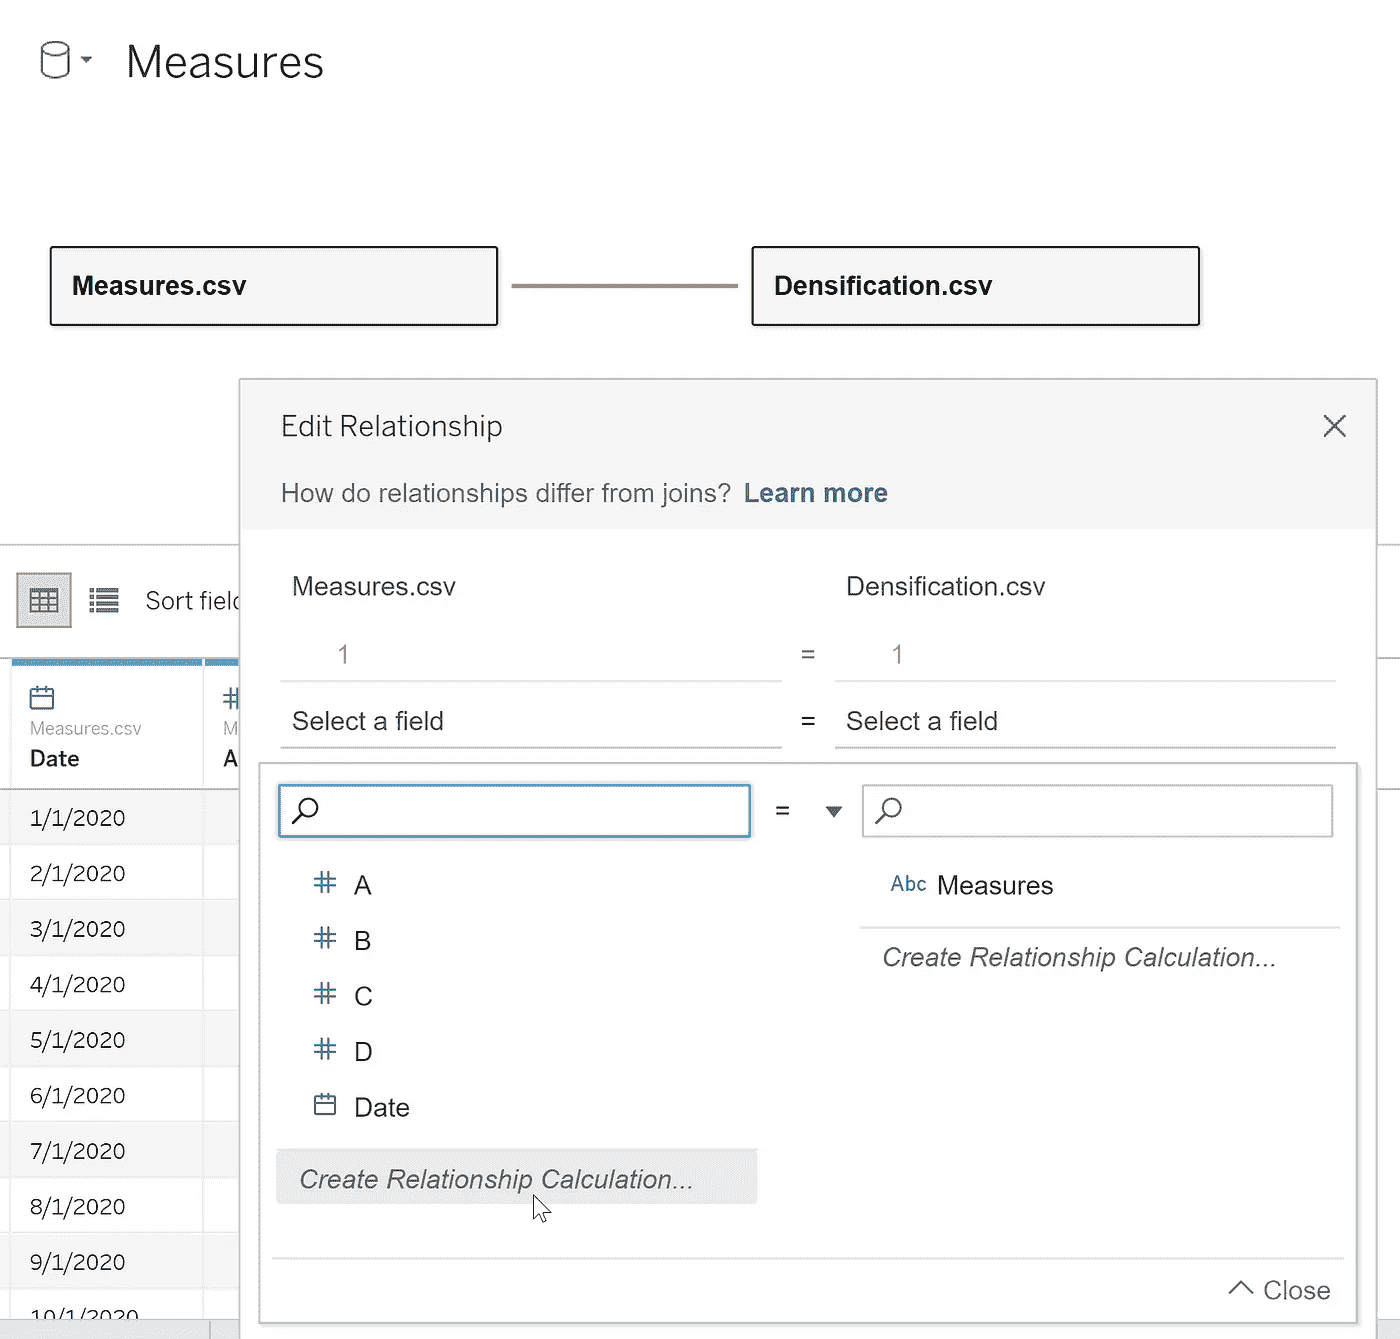 Measures
Measures.csv
Densification.csv
Edit Relationship
How do relationships differ from joins? Learn more
Measures.csv
Densification.csv
1 = 1
Select a field = Select a field
=
# A
# B
# C
# D
Date
Create Relationship Calculation...
Abc Measures
Create Relationship Calculation...
Close
Sort field
Measures.csv
Date
#
M
A
1/1/2020
2/1/2020
3/1/2020
4/1/2020
5/1/2020
6/1/2020
7/1/2020
8/1/2020
9/1/2020
10/1/2020